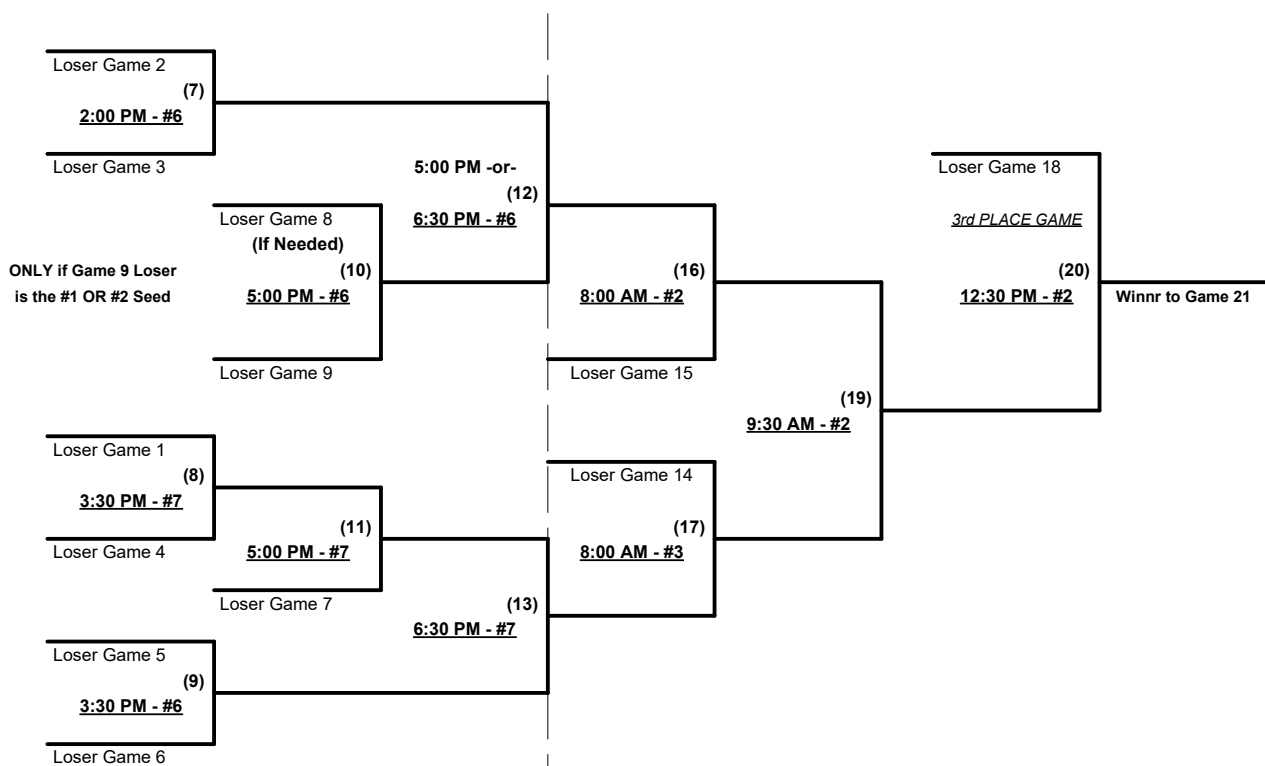 Loser Game 2
(7)
2:00 PM - #6
Loser Game 3
5:00 PM -or-
(12)
6:30 PM - #6
Loser Game 8
(If Needed)
(10)
5:00 PM - #6
Loser Game 9
ONLY if Game 9 Loser
is the #1 OR #2 Seed
(16)
8:00 AM - #2
Loser Game 15
Loser Game 18
3rd PLACE GAME
(20)
12:30 PM - #2
Winnr to Game 21
(19)
9:30 AM - #2
Loser Game 1
(8)
3:30 PM - #7
Loser Game 4
(11)
5:00 PM - #7
Loser Game 7
Loser Game 14
(17)
8:00 AM - #3
(13)
6:30 PM - #7
Loser Game 5
(9)
3:30 PM - #6
Loser Game 6